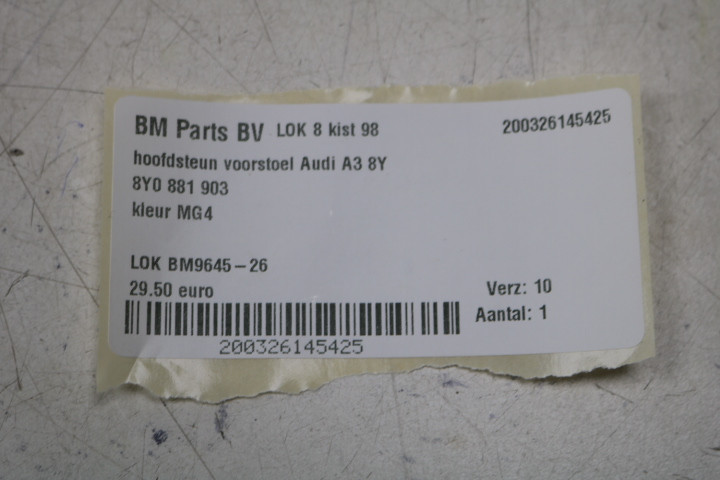 BM Parts BV LOK 8 kist 98 200326145425
hoofdsteun voorstoel Audi A3 8Y
8Y0 881 903
kleur MG4
LOK BM9645-26
29.50 euro Verz: 10
Aantal: 1
200326145425